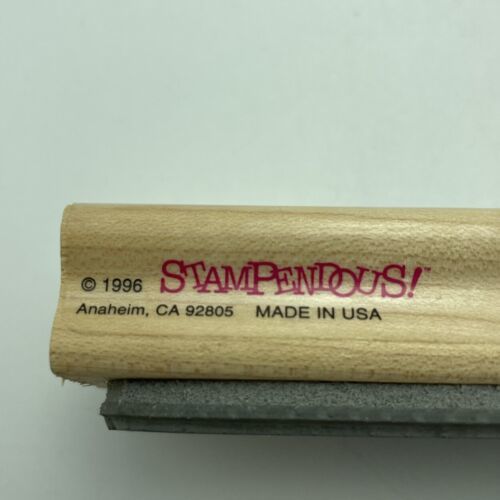 © 1996 STAMPENDOUS!™
Anaheim, CA 92805 MADE IN USA